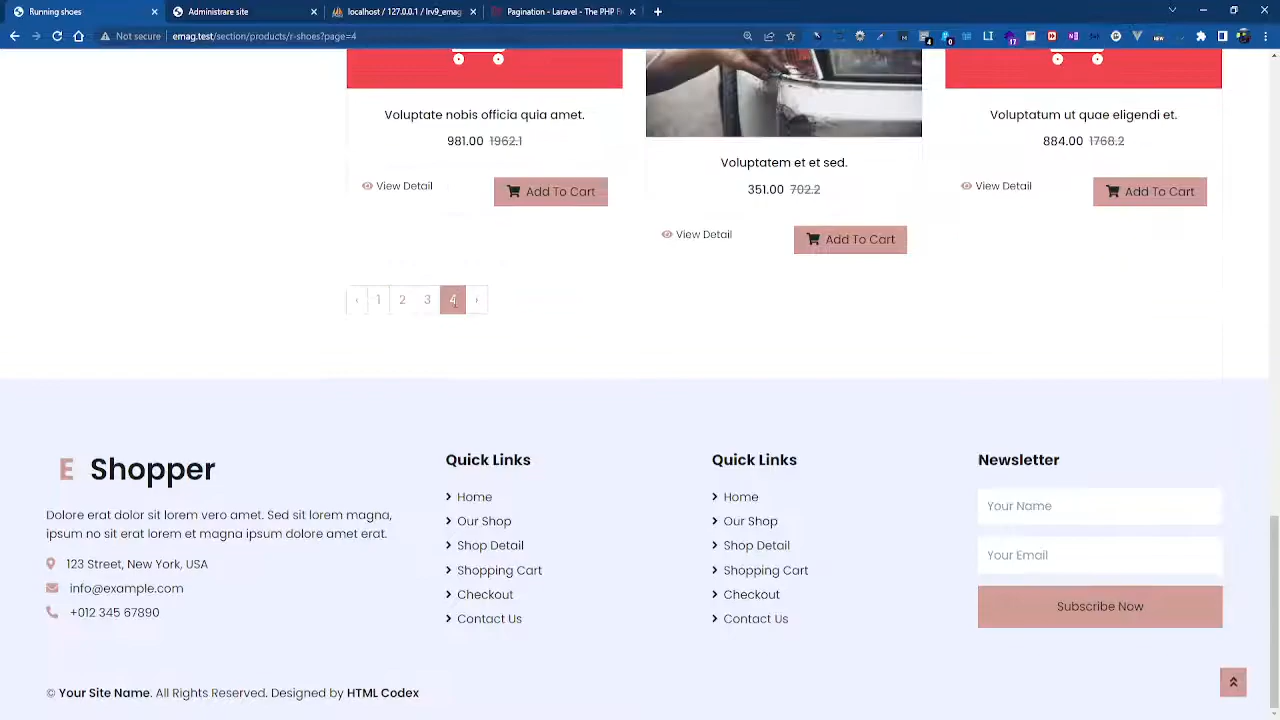 Running shoes
Administrare site
localhost / 127.0.0.1 / lrv9_emag
Pagination - Laravel - The PHP Fr
Not secure
emag.test/section/products/r-shoes?page=4
Voluptate nobis officia quia amet.
981.00 1962.1
View Detail
Add To Cart
Voluptatem et et sed.
351.00 702.2
View Detail
Add To Cart
Voluptatum ut quae eligendi et.
884.00 1768.2
View Detail
Add To Cart
‹ 1 2 3 4 ›
E Shopper
Dolore erat dolor sit lorem vero amet. Sed sit lorem magna,
ipsum no sit erat lorem et magna ipsum dolore amet erat.
123 Street, New York, USA
info@example.com
+012 345 67890
Quick Links
Home
Our Shop
Shop Detail
Shopping Cart
Checkout
Contact Us
Quick Links
Home
Our Shop
Shop Detail
Shopping Cart
Checkout
Contact Us
Newsletter
Your Name
Your Email
Subscribe Now
© Your Site Name. All Rights Reserved. Designed by HTML Codex